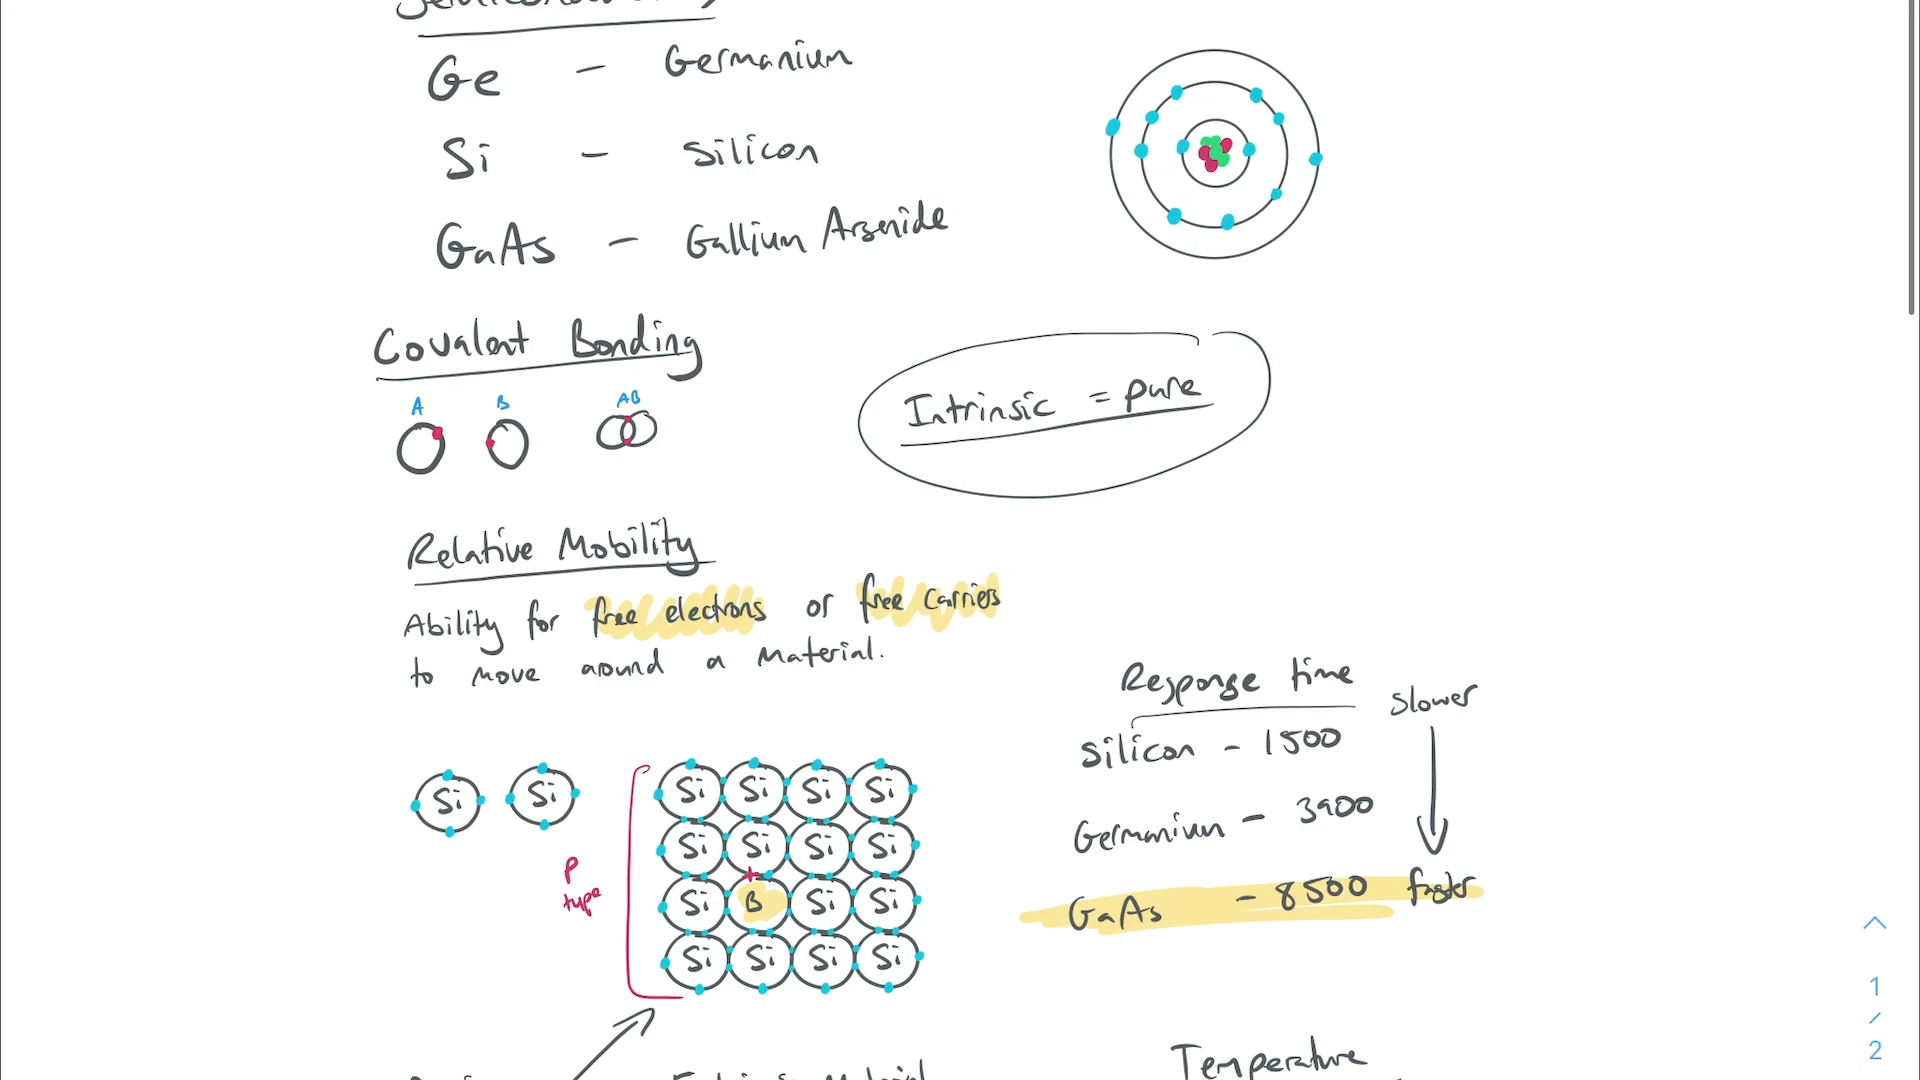 Ge - Germanium
Si - Silicon
GaAs - Gallium Arsenide
Covalent Bonding
A B AB
Intrinsic = pure
Relative Mobility
Ability for free electrons or free carriers
to move around a material.
Response time
Slower
Silicon - 1500
Germanium - 3900
GaAs - 8500 faster
Si Si
P
type
Si Si Si Si
Si Si Si Si
+
Si B Si Si
Si Si Si Si
Temperature
1
/
2